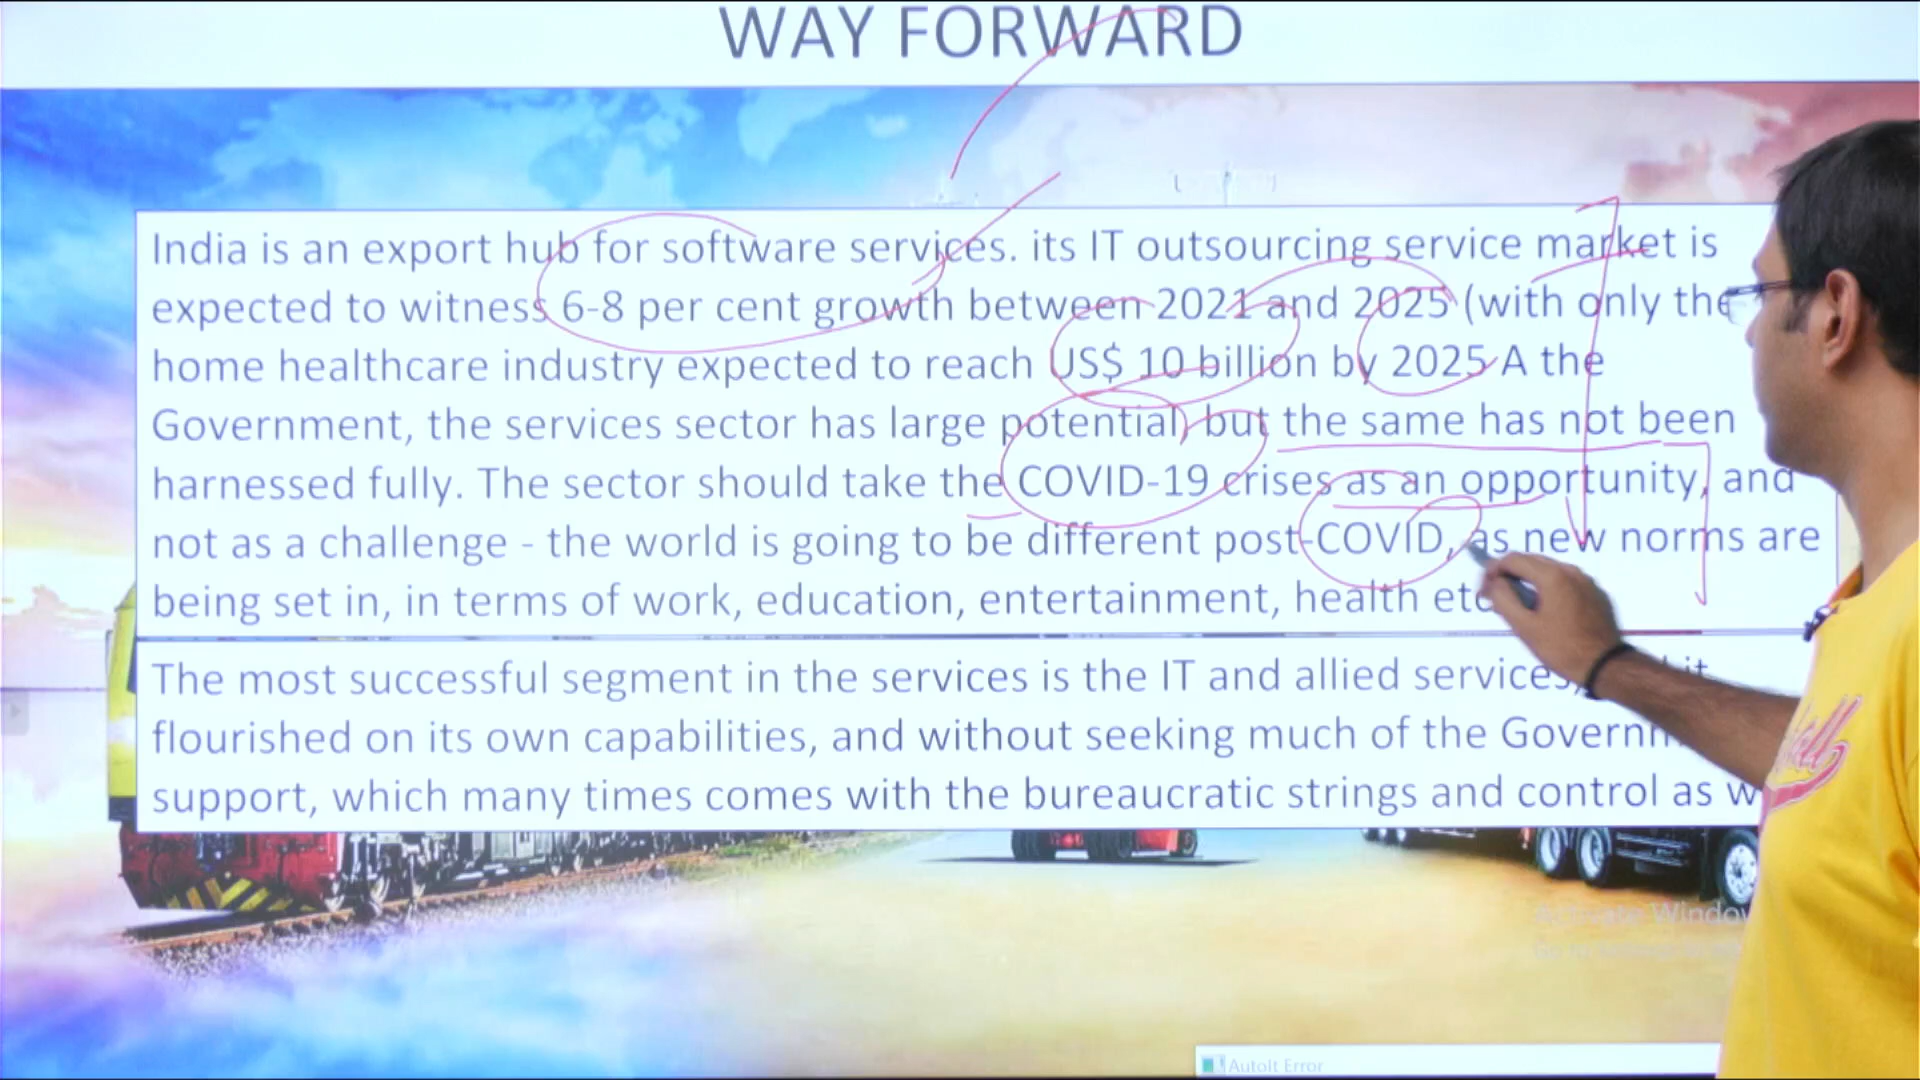 WAY FORWARD
India is an export hub for software services. its IT outsourcing service market is
expected to witness 6-8 per cent growth between 2021 and 2025 (with only the
home healthcare industry expected to reach US$ 10 billion by 2025 A the
Government, the services sector has large potential, but the same has not been
harnessed fully. The sector should take the COVID-19 crises as an opportunity, and
not as a challenge - the world is going to be different post-COVID, as new norms are
being set in, in terms of work, education, entertainment, health etc
The most successful segment in the services is the IT and allied services, it
flourished on its own capabilities, and without seeking much of the
support, which many times comes with the bureaucratic strings and control as
Activate Windows
AutoIt Error